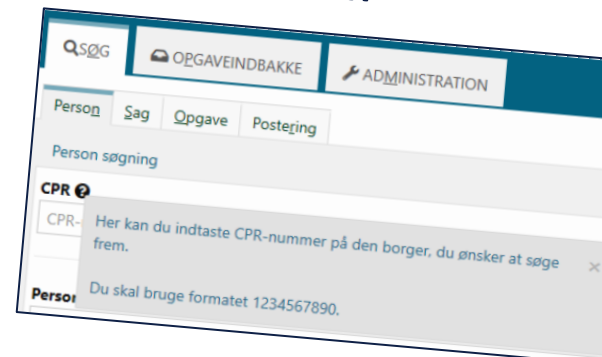 SØG
OPGAVEINDBAKKE
ADMINISTRATION
Person
Sag
Opgave
Postering
Person søgning
CPR
CPR-
Her kan du indtaste CPR-nummer på den borger, du ønsker at søge
frem.
Du skal bruge formatet 1234567890.
Person